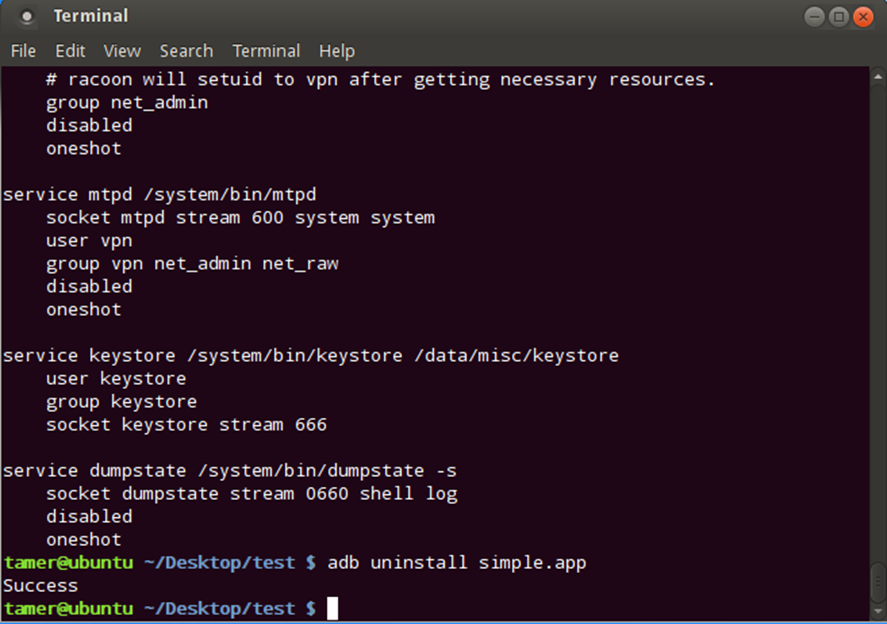 Terminal
File Edit View Search Terminal Help
# racoon will setuid to vpn after getting necessary resources.
group net_admin
disabled
oneshot
service mtpd /system/bin/mtpd
socket mtpd stream 600 system system
user vpn
group vpn net_admin net_raw
disabled
oneshot
service keystore /system/bin/keystore /data/misc/keystore
user keystore
group keystore
socket keystore stream 666
service dumpstate /system/bin/dumpstate -s
socket dumpstate stream 0660 shell log
disabled
oneshot
tamer@ubuntu ~/Desktop/test $ adb uninstall simple.app
Success
tamer@ubuntu ~/Desktop/test $